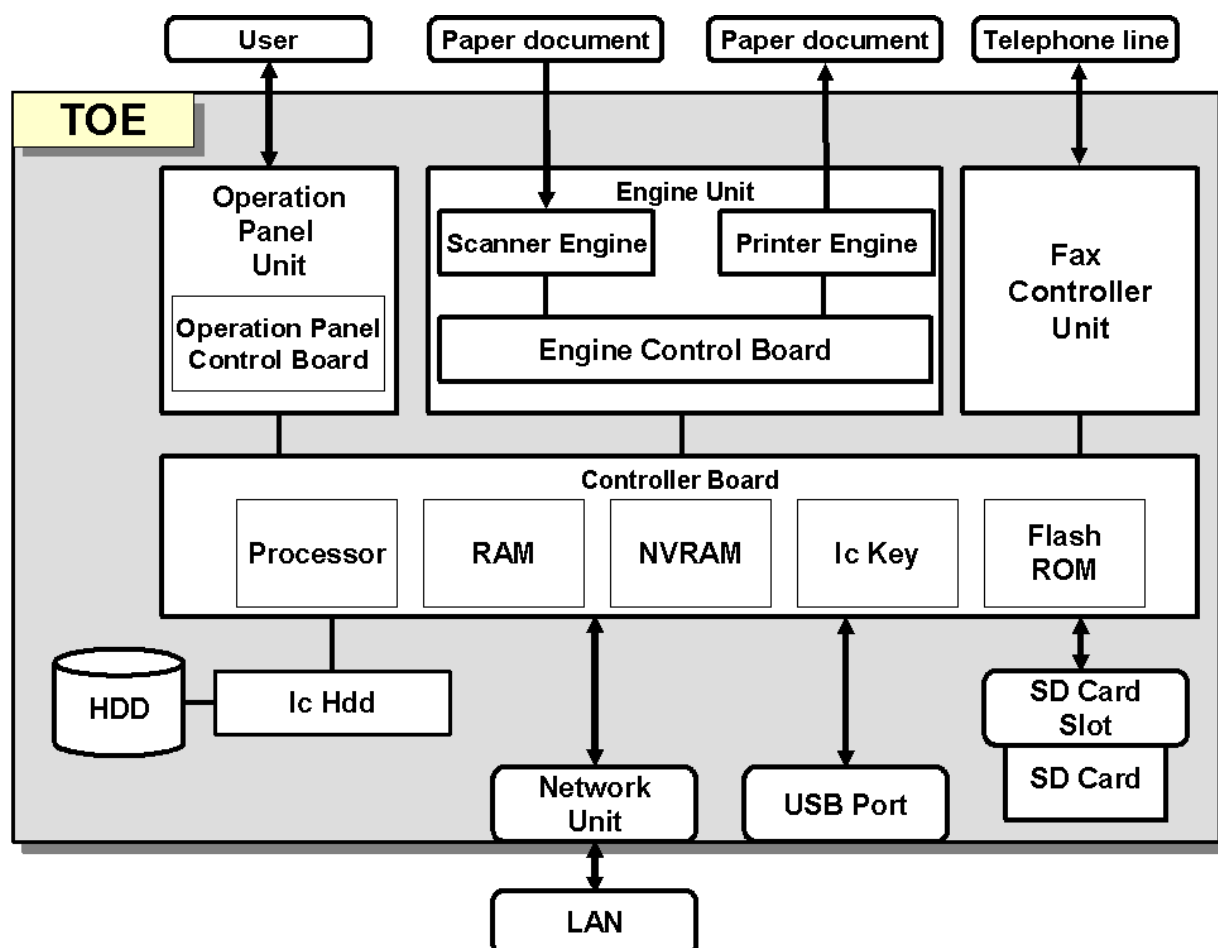 User
Paper document
Paper document
Telephone line
TOE
Operation
Panel
Unit
Operation Panel
Control Board
Engine Unit
Scanner Engine
Printer Engine
Engine Control Board
Fax
Controller
Unit
Controller Board
Processor
RAM
NVRAM
Ic Key
Flash
ROM
HDD
Ic Hdd
Network
Unit
USB Port
SD Card
Slot
SD Card
LAN